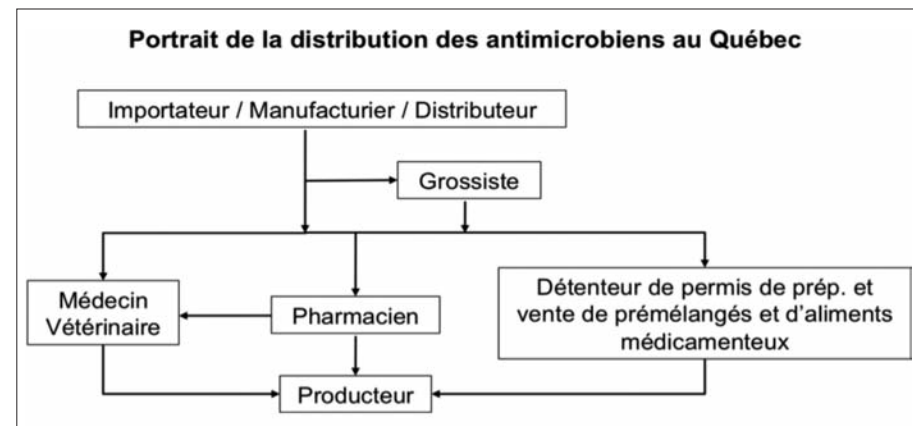 Portrait de la distribution des antimicrobiens au Québec
Importateur / Manufacturier / Distributeur
Grossiste
Médecin
Vétérinaire
Pharmacien
Détenteur de permis de prép. et
vente de prémélangés et d'aliments
médicamenteux
Producteur